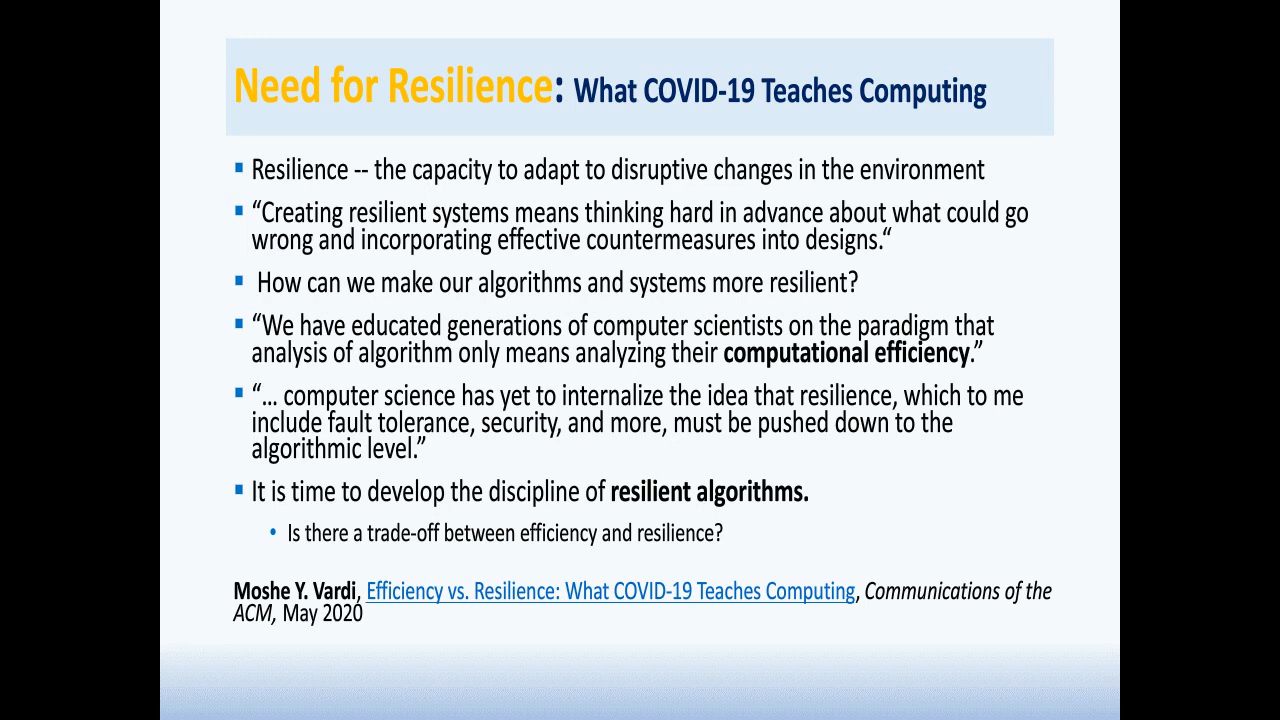 Need for Resilience: What COVID-19 Teaches Computing
▪ Resilience -- the capacity to adapt to disruptive changes in the environment
▪ “Creating resilient systems means thinking hard in advance about what could go
wrong and incorporating effective countermeasures into designs.“
▪ How can we make our algorithms and systems more resilient?
▪ “We have educated generations of computer scientists on the paradigm that
analysis of algorithm only means analyzing their computational efficiency.”
▪ “… computer science has yet to internalize the idea that resilience, which to me
include fault tolerance, security, and more, must be pushed down to the
algorithmic level.”
▪ It is time to develop the discipline of resilient algorithms.
• Is there a trade-off between efficiency and resilience?
Moshe Y. Vardi, Efficiency vs. Resilience: What COVID-19 Teaches Computing, Communications of the
ACM, May 2020